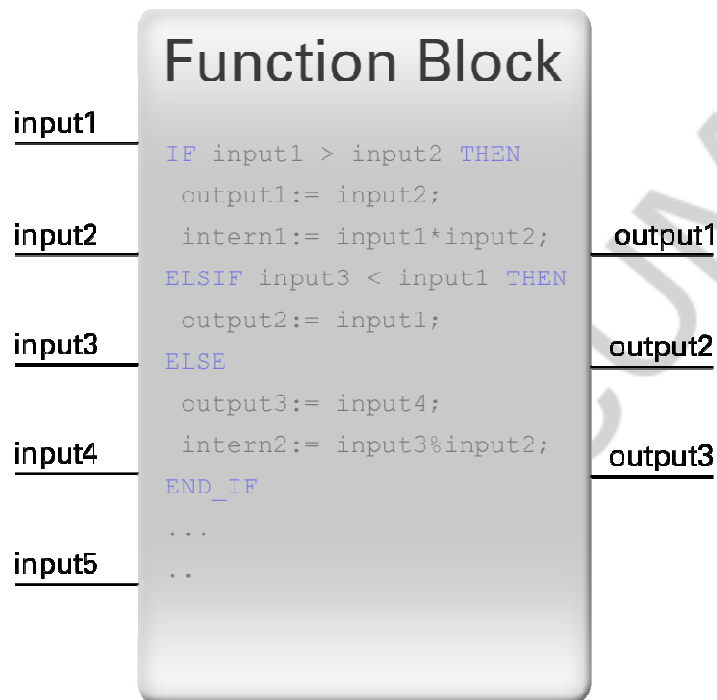 Function Block
input1
IF input1 > input2 THEN
output1:= input2;
input2
intern1:= input1*input2;
output1
ELSIF input3 < input1 THEN
output2:= input1;
input3
output2
ELSE
output3:= input4;
input4
intern2:= input3%input2;
output3
END_IF
...
input5
..